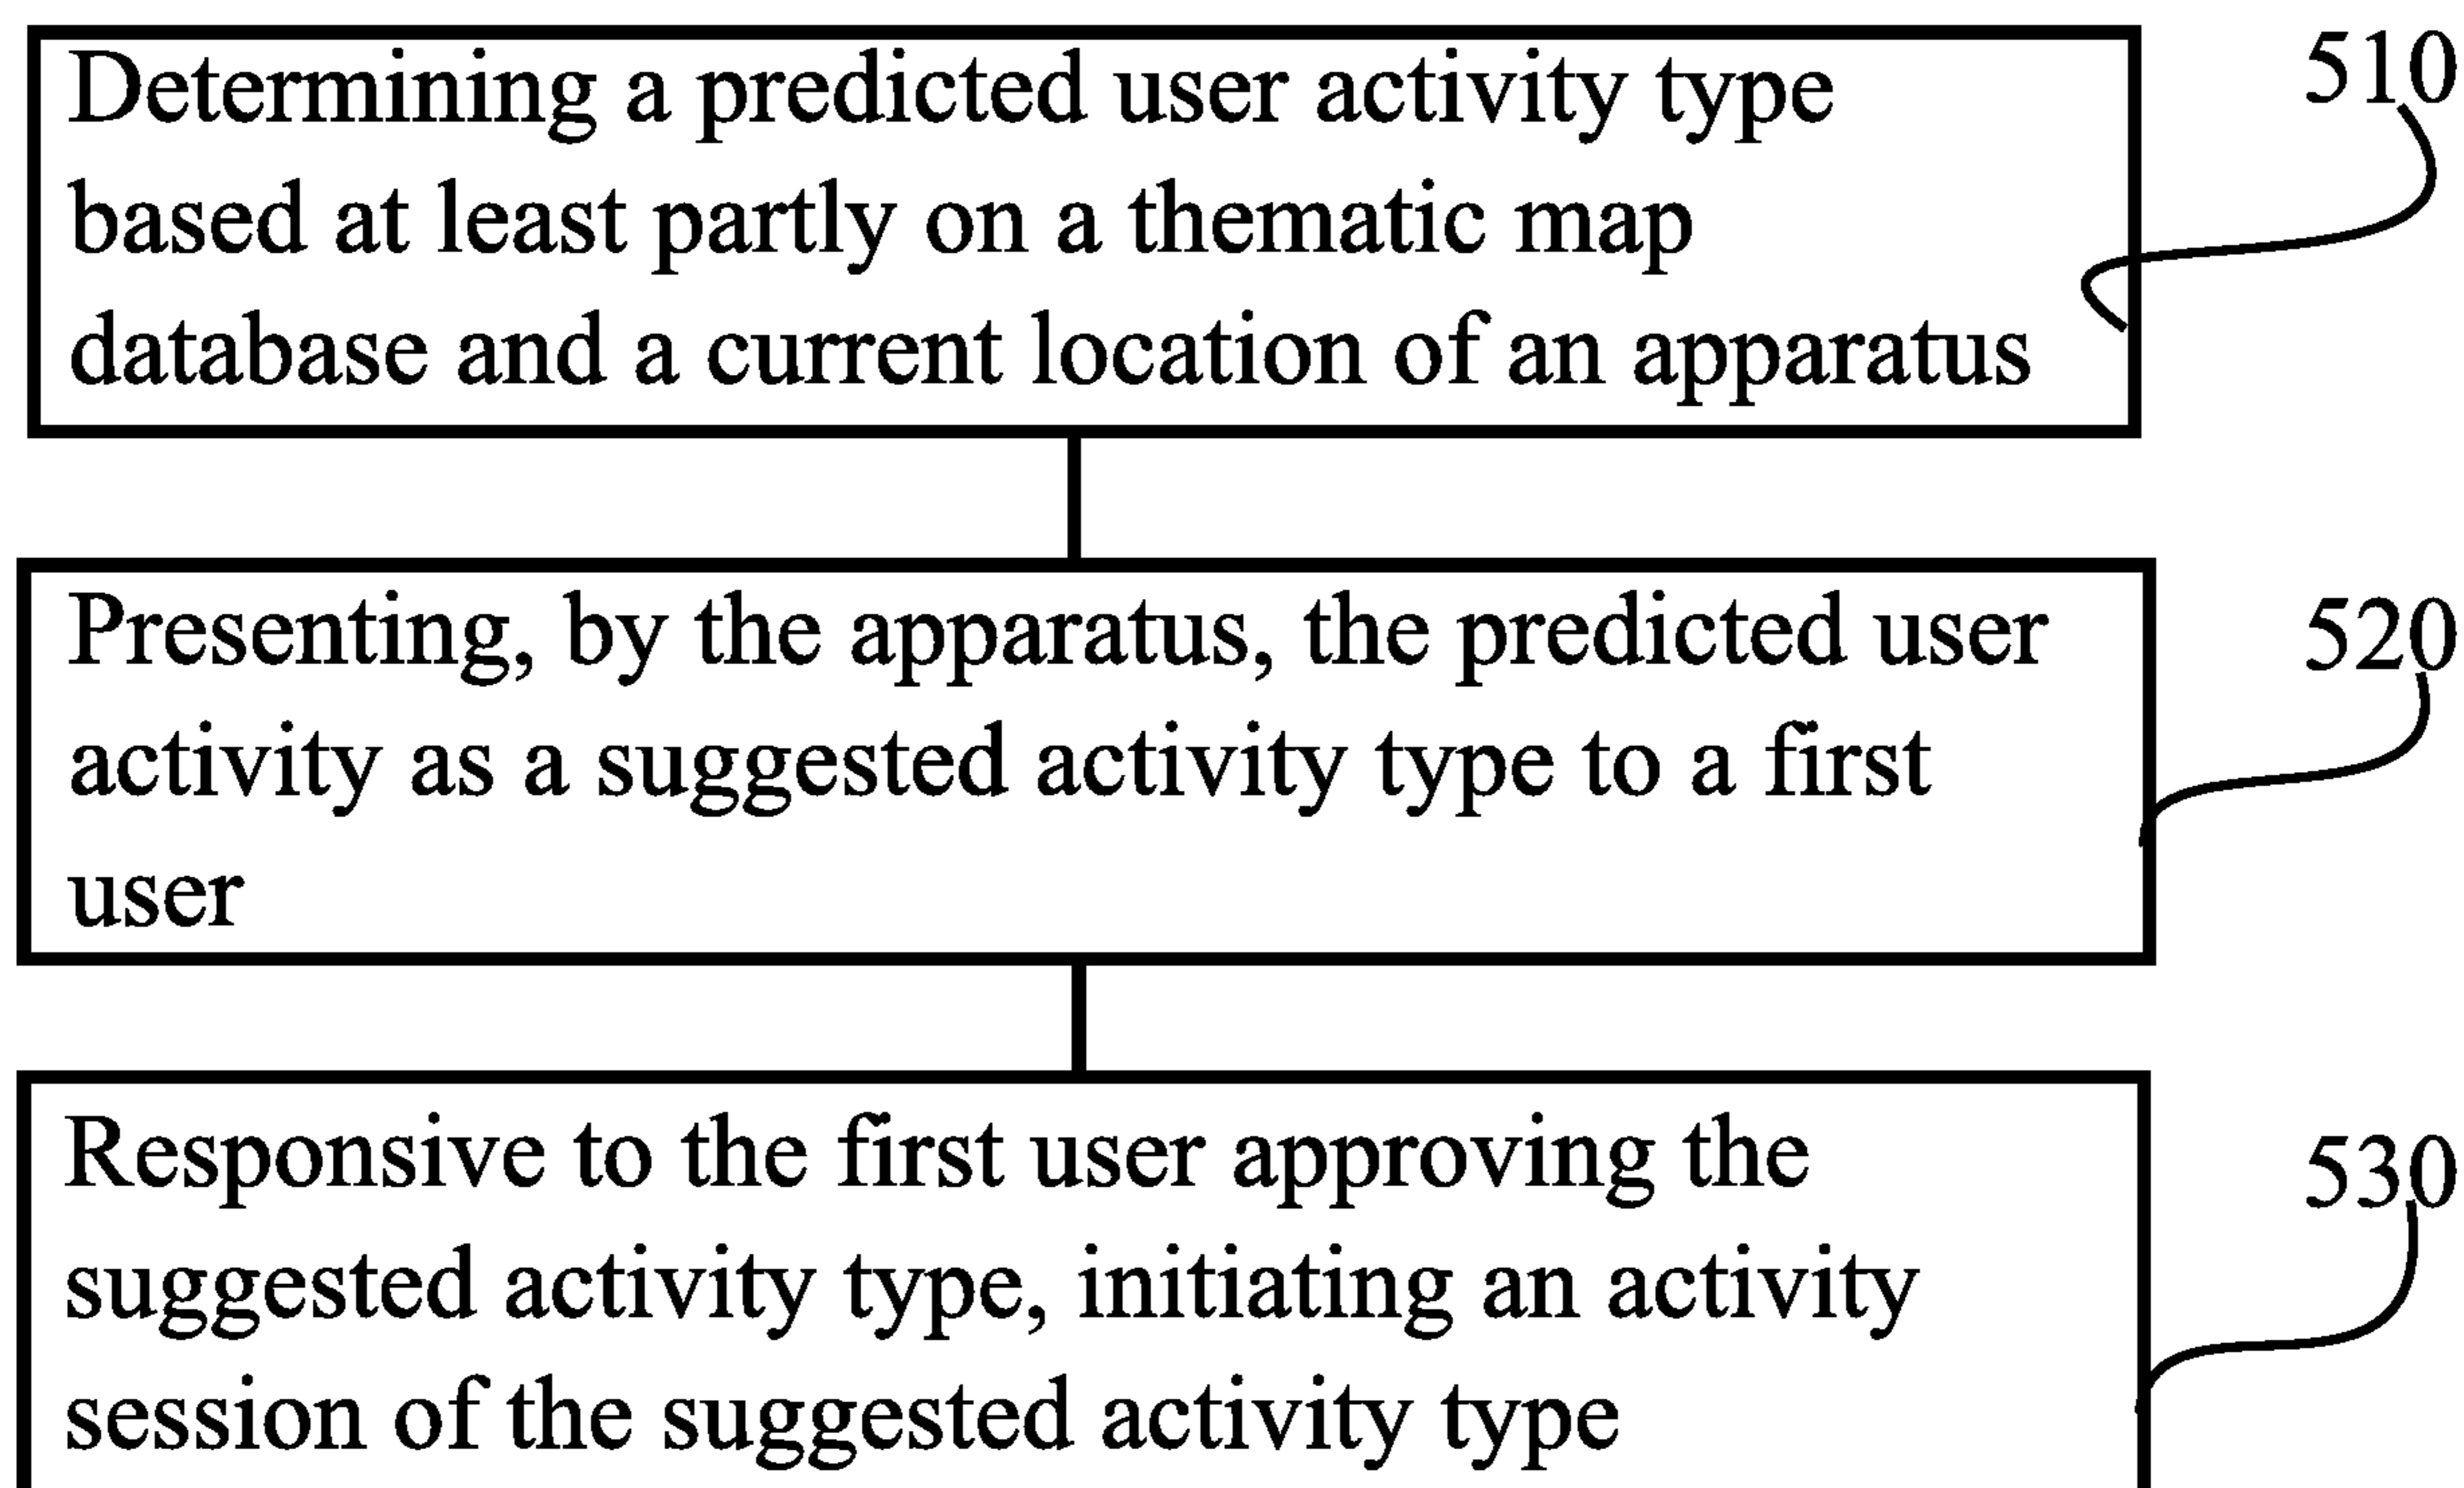 Determining a predicted user activity type
based at least partly on a thematic map
database and a current location of an apparatus
510
Presenting, by the apparatus, the predicted user
activity as a suggested activity type to a first
user
520
Responsive to the first user approving the
suggested activity type, initiating an activity
session of the suggested activity type
530